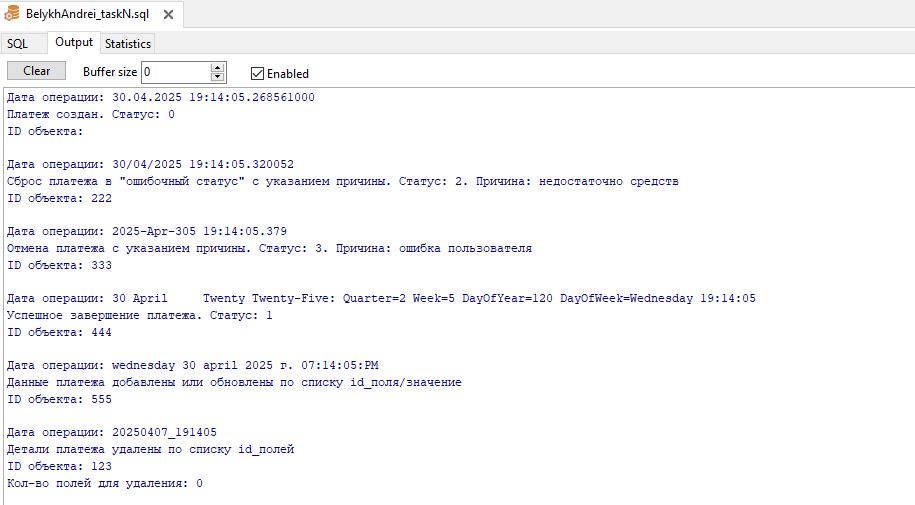 BelykhAndrei_taskN.sql
SQL Output Statistics
Clear Buffer size 0 Enabled
Дата операции: 30.04.2025 19:14:05.268561000
Платеж создан. Статус: 0
ID объекта:
Дата операции: 30/04/2025 19:14:05.320052
Сброс платежа в "ошибочный статус" с указанием причины. Статус: 2. Причина: недостаточно средств
ID объекта: 222
Дата операции: 2025-Apr-305 19:14:05.379
Отмена платежа с указанием причины. Статус: 3. Причина: ошибка пользователя
ID объекта: 333
Дата операции: 30 April     Twenty Twenty-Five: Quarter=2 Week=5 DayOfYear=120 DayOfWeek=Wednesday 19:14:05
Успешное завершение платежа. Статус: 1
ID объекта: 444
Дата операции: wednesday 30 april 2025 г. 07:14:05:PM
Данные платежа добавлены или обновлены по списку id_поля/значение
ID объекта: 555
Дата операции: 20250407_191405
Детали платежа удалены по списку id_полей
ID объекта: 123
Кол-во полей для удаления: 0